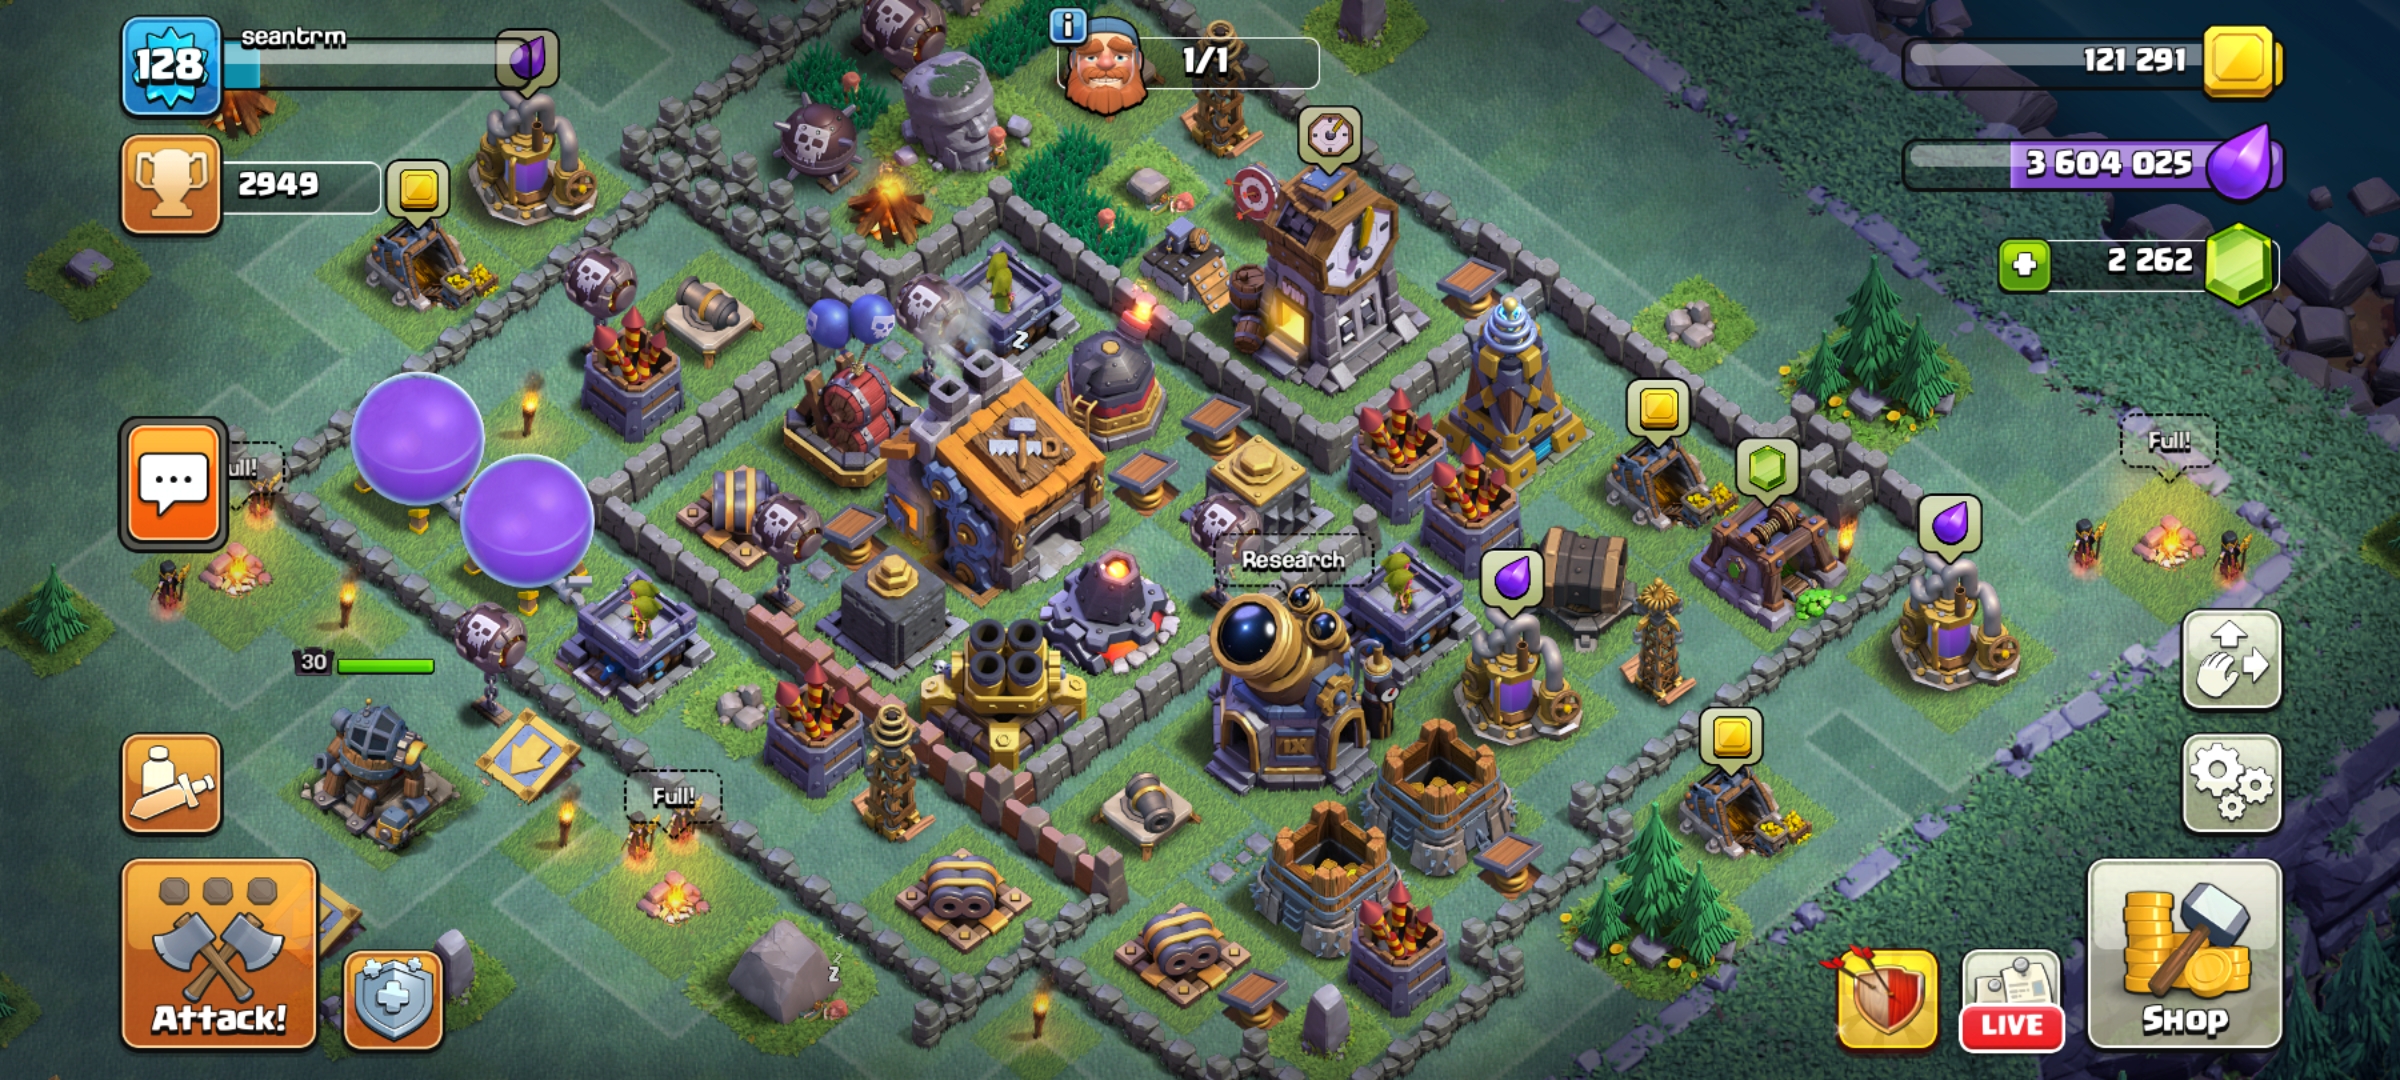 128
seantrm
i
1/1
121 291
2949
3 604 025
2 262
z
ull!
Full!
Research
30
IX
Full!
z
z
Attack!
LIVE
Shop